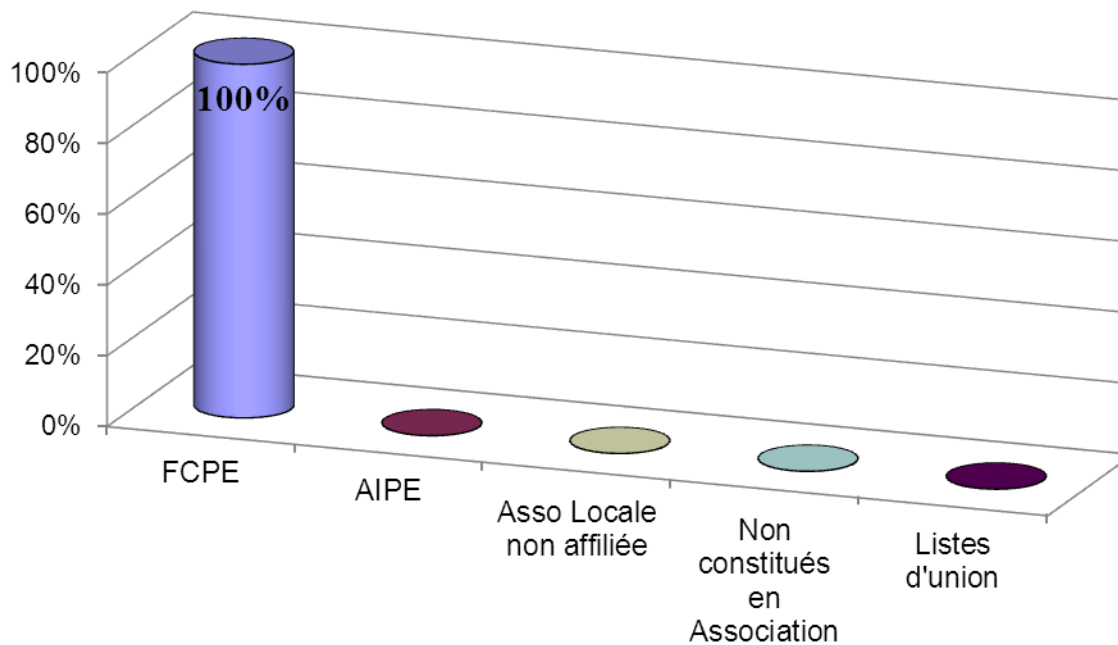 100%
80%
60%
40%
20%
0%
100%
FCPE
AIPE
Asso Locale
non affiliée
Non
constitués
en
Association
Listes
d'union